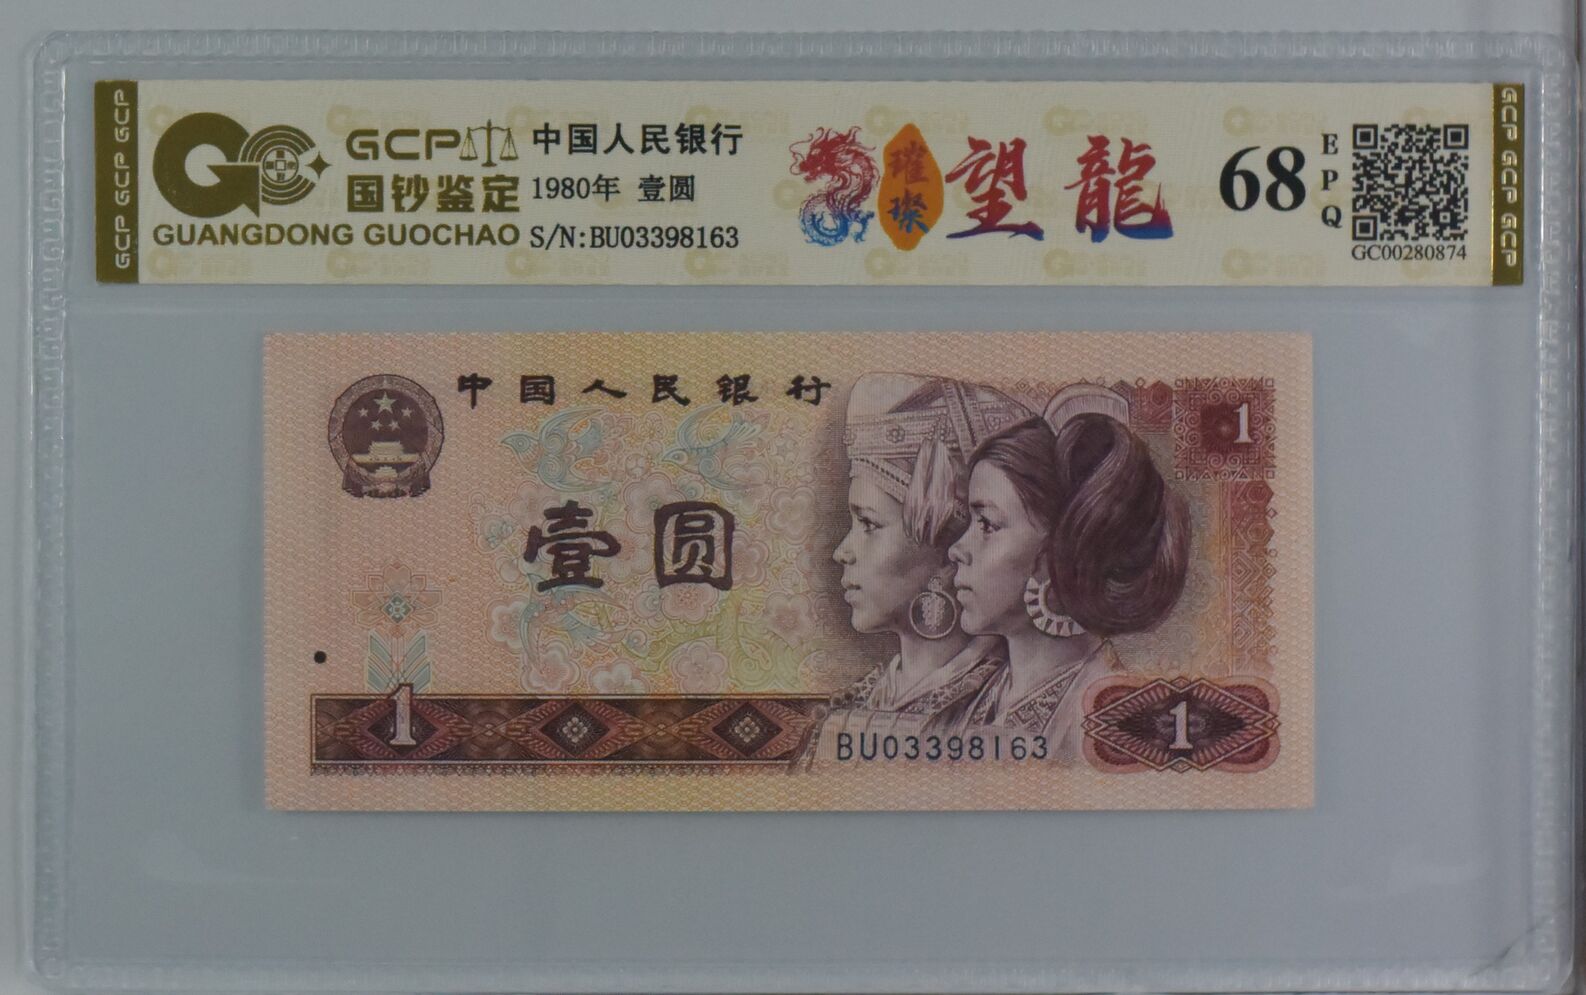 GCP GCP GCP
GCP
国钞鉴定
GUANGDONG GUOCHAO
中国人民银行
1980年 壹圆
S/N:BU03398163
璀璨
望龍
68
EPQ
GC00280874
GCP GCP GCP
中国人民银行
1
壹圆
1
BU03398163
1